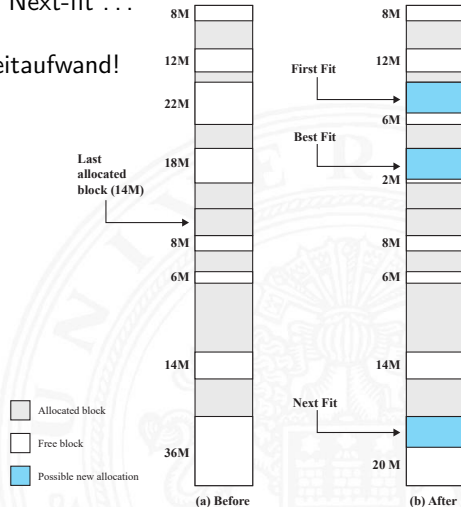 Next-fit ...
eitaufwand!
8M
12M
22M
18M
Last
allocated
block (14M)
8M
6M
14M
36M
(a) Before
8M
12M
First Fit
6M
Best Fit
2M
8M
6M
14M
Next Fit
20 M
(b) After
Allocated block
Free block
Possible new allocation